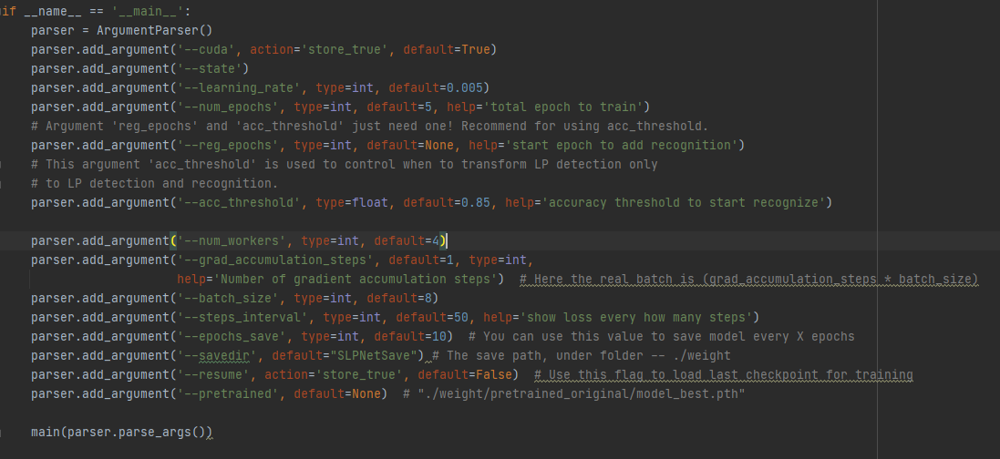 if __name__ == '__main__':
    parser = ArgumentParser()
    parser.add_argument('--cuda', action='store_true', default=True)
    parser.add_argument('--state')
    parser.add_argument('--learning_rate', type=int, default=0.005)
    parser.add_argument('--num_epochs', type=int, default=5, help='total epoch to train')
    # Argument 'reg_epochs' and 'acc_threshold' just need one! Recommend for using acc_threshold.
    parser.add_argument('--reg_epochs', type=int, default=None, help='start epoch to add recognition')
    # This argument 'acc_threshold' is used to control when to transform LP detection only
    # to LP detection and recognition.
    parser.add_argument('--acc_threshold', type=float, default=0.85, help='accuracy threshold to start recognize')

    parser.add_argument('--num_workers', type=int, default=4)
    parser.add_argument('--grad_accumulation_steps', default=1, type=int,
                        help='Number of gradient accumulation steps')  # Here the real batch is (grad_accumulation_steps * batch_size)
    parser.add_argument('--batch_size', type=int, default=8)
    parser.add_argument('--steps_interval', type=int, default=50, help='show loss every how many steps')
    parser.add_argument('--epochs_save', type=int, default=10)  # You can use this value to save model every X epochs
    parser.add_argument('--savedir', default="SLPNetSave") # The save path, under folder -- ./weight
    parser.add_argument('--resume', action='store_true', default=False)  # Use this flag to load last checkpoint for training
    parser.add_argument('--pretrained', default=None)  # "./weight/pretrained_original/model_best.pth"

    main(parser.parse_args())